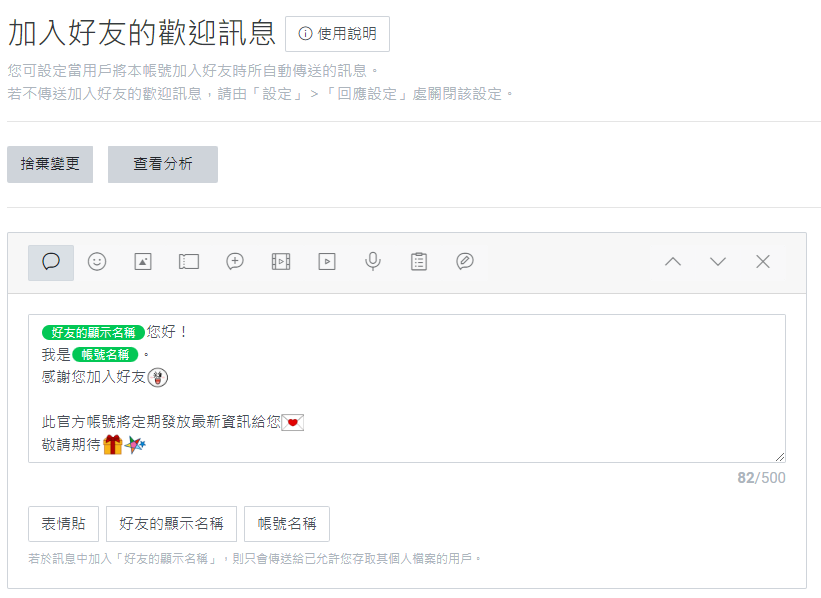 加入好友的歡迎訊息 使用說明
您可設定當用戶將本帳號加入好友時所自動傳送的訊息。
若不傳送加入好友的歡迎訊息，請由「設定」>「回應設定」處關閉該設定。
捨棄變更 查看分析
好友的顯示名稱 您好！
我是 帳號名稱 。
感謝您加入好友
此官方帳號將定期發放最新資訊給您
敬請期待
82/500
表情貼 好友的顯示名稱 帳號名稱
若於訊息中加入「好友的顯示名稱」，則只會傳送給已允許您存取其個人檔案的用戶。